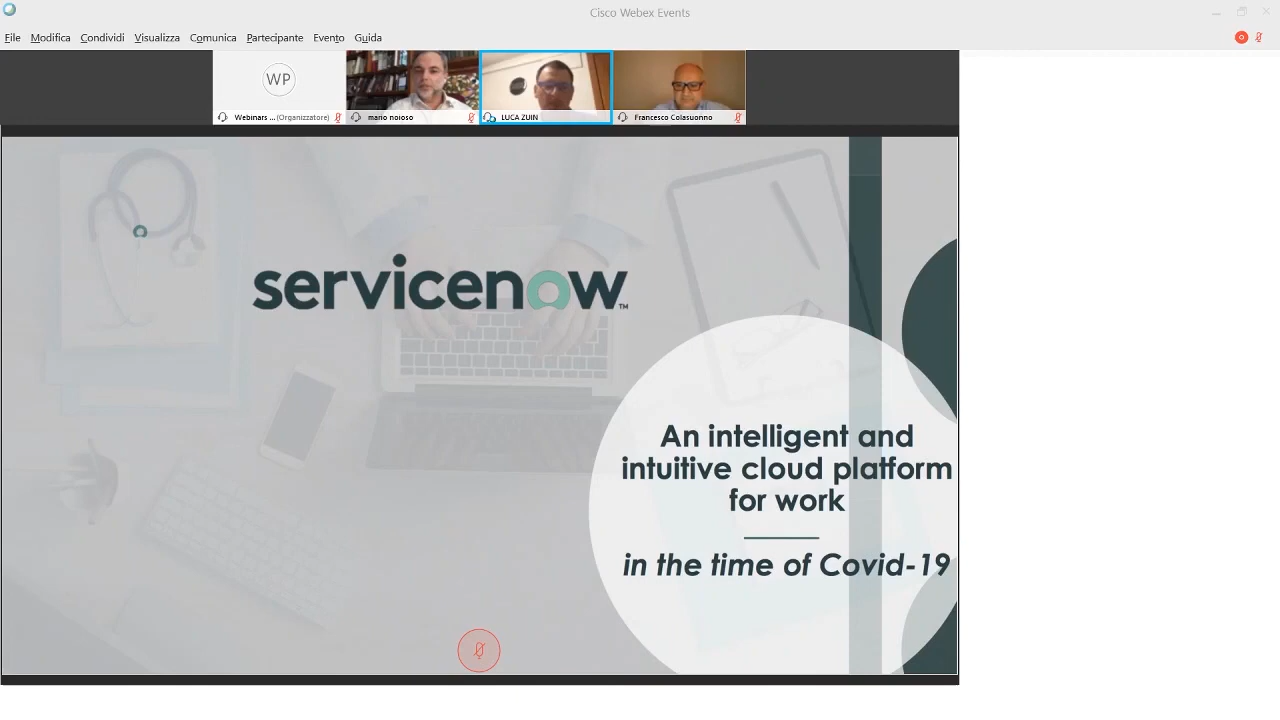 Cisco Webex Events
File Modifica Condividi Visualizza Comunica Partecipante Evento Guida
WP
Webinars ... (Organizzatore) mario noioso LUCA ZUIN Francesco Colasuonno
servicenow™
An intelligent and
intuitive cloud platform
for work
in the time of Covid-19